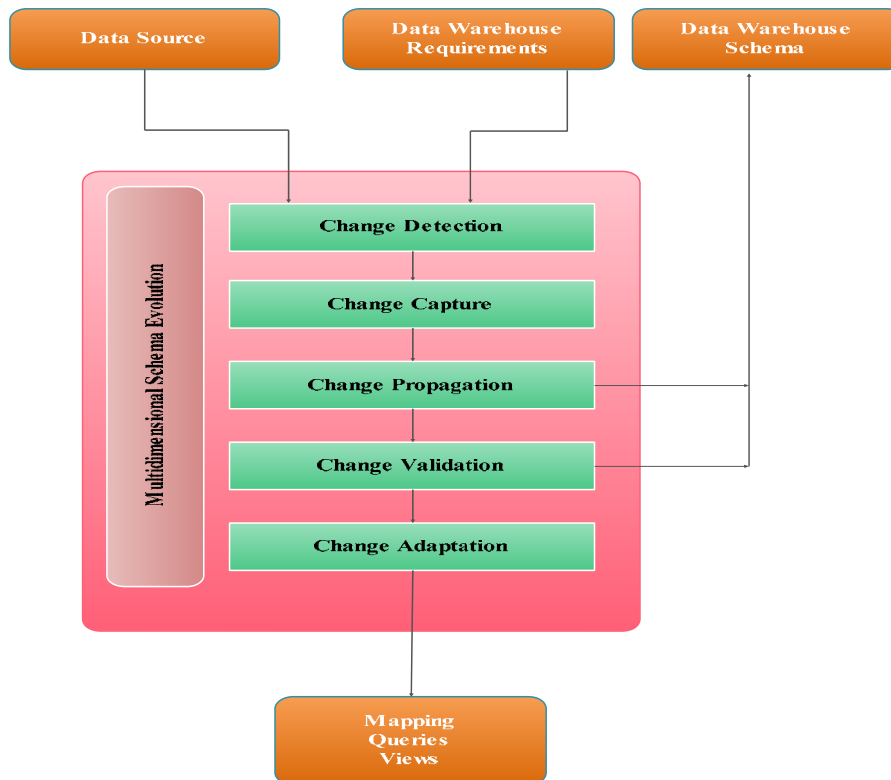 Data Source
Data Warehouse
Requirements
Data Warehouse
Schema
Multidimensional Schema Evolution
Change Detection
Change Capture
Change Propagation
Change Validation
Change Adaptation
Mapping
Queries
Views